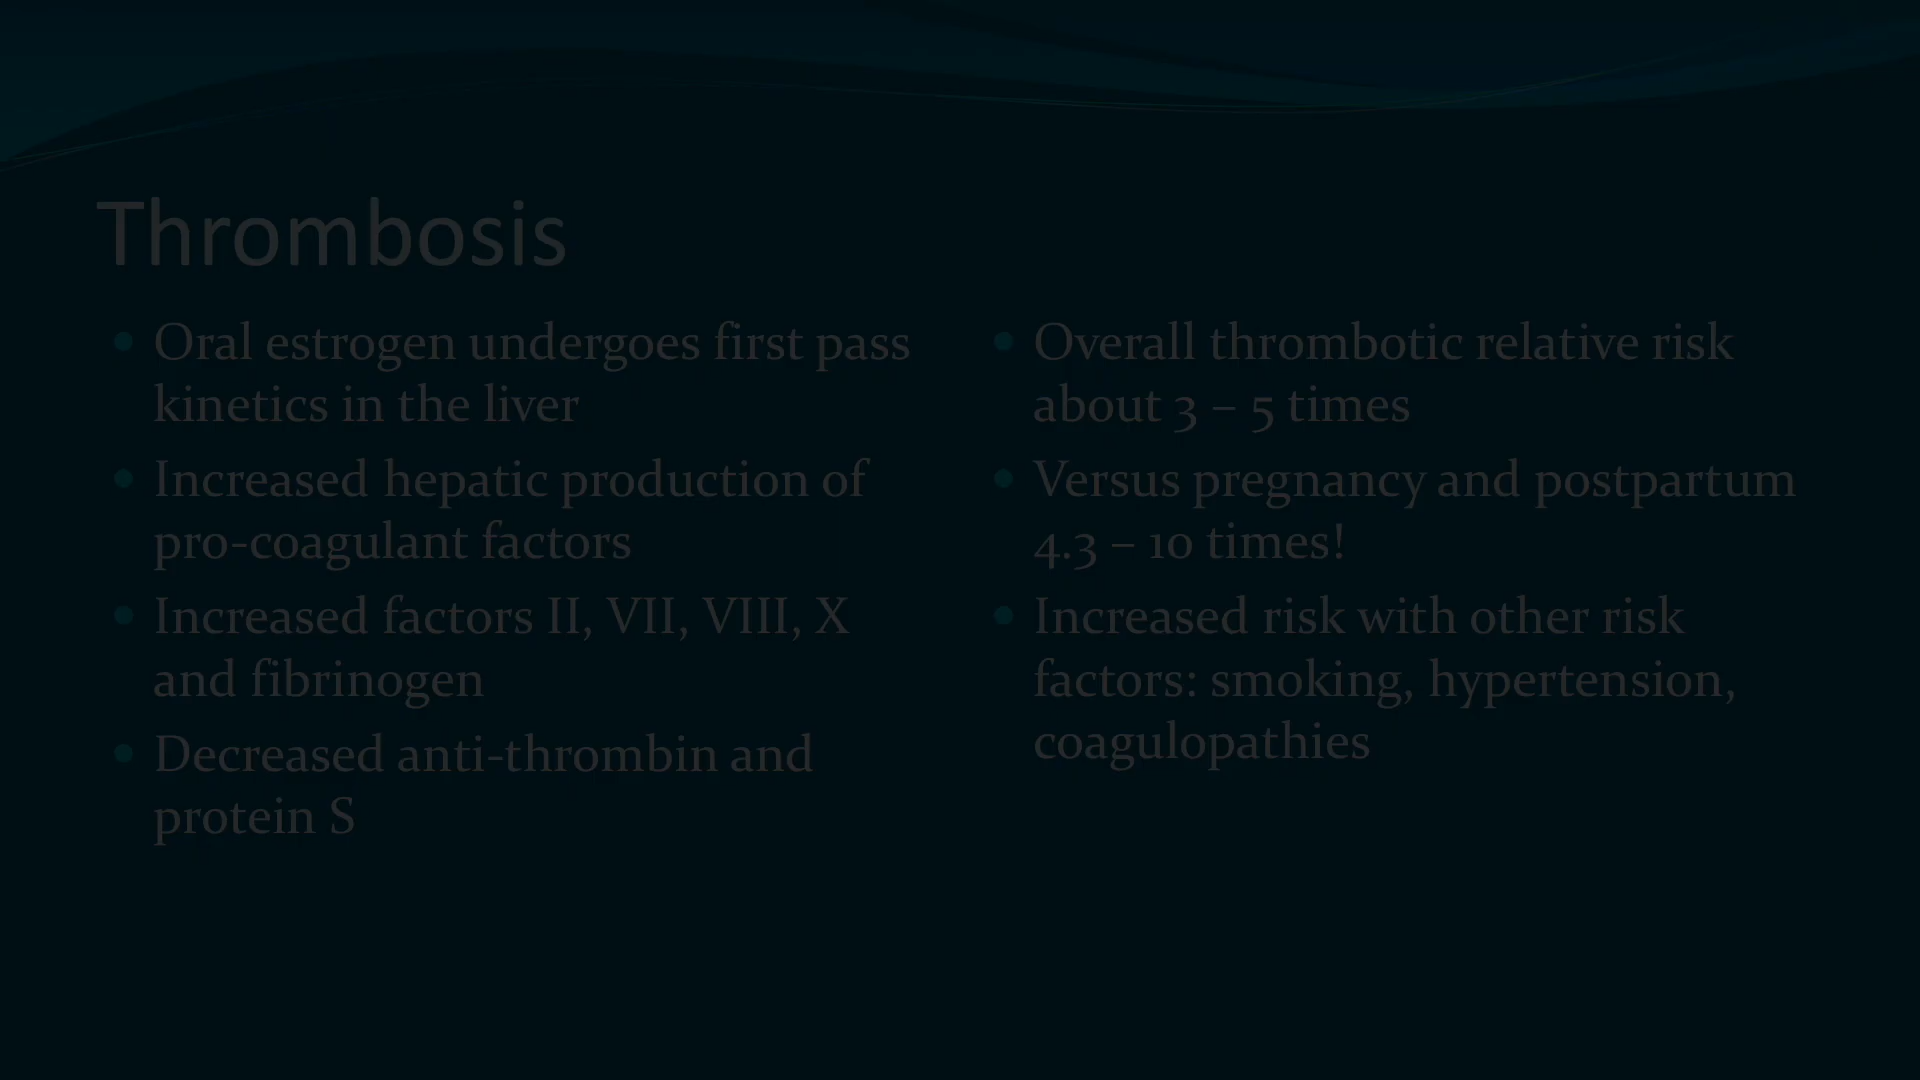 Thrombosis
• Oral estrogen undergoes first pass
kinetics in the liver
• Increased hepatic production of
pro-coagulant factors
• Increased factors II, VII, VIII, X
and fibrinogen
• Decreased anti-thrombin and
protein S
• Overall thrombotic relative risk
about 3 – 5 times
• Versus pregnancy and postpartum
4.3 – 10 times!
• Increased risk with other risk
factors: smoking, hypertension,
coagulopathies